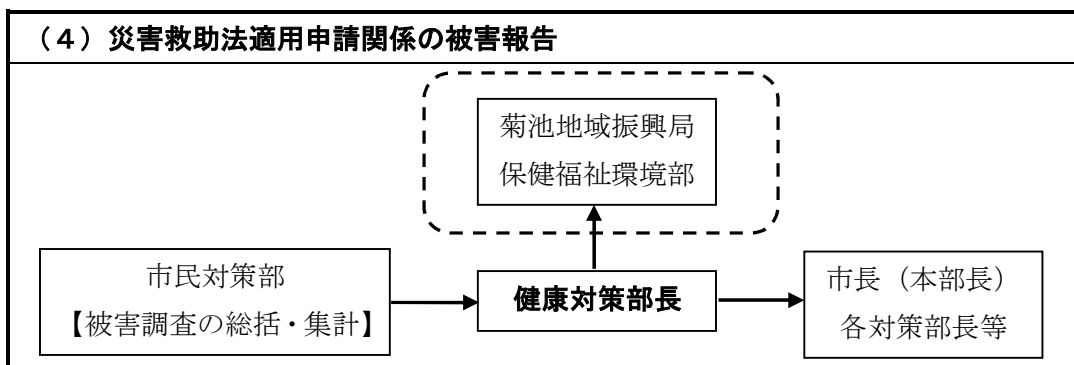 (4)災害救助法適用申請関係の被害報告
菊池地域振興局
保健福祉環境部
市民対策部
【被害調査の総括・集計】
健康対策部長
市長(本部長)
各対策部長等